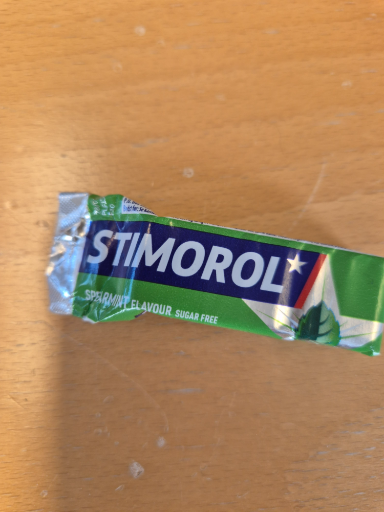 STIMOROL
SPEARMINT FLAVOUR SUGAR FREE